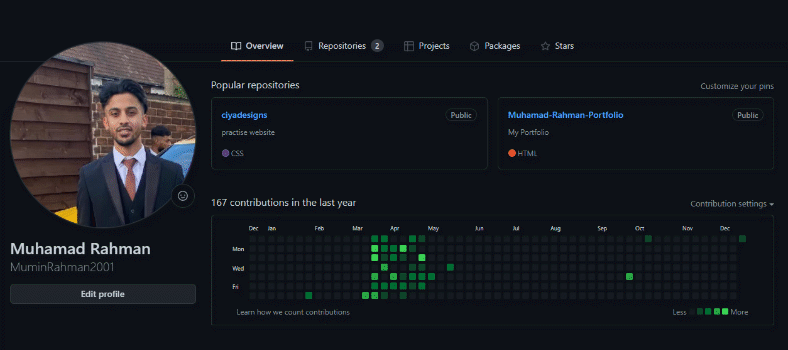 Overview
Repositories 2
Projects
Packages
Stars
Muhamad Rahman
MuminRahman2001
Edit profile
Popular repositories
Customize your pins
ciyadesigns
Public
practise website
CSS
Muhamad-Rahman-Portfolio
Public
My Portfolio
HTML
167 contributions in the last year
Contribution settings
Dec Jan Feb Mar Apr May Jun Jul Aug Sep Oct Nov Dec
Mon
Wed
Fri
Learn how we count contributions
Less More